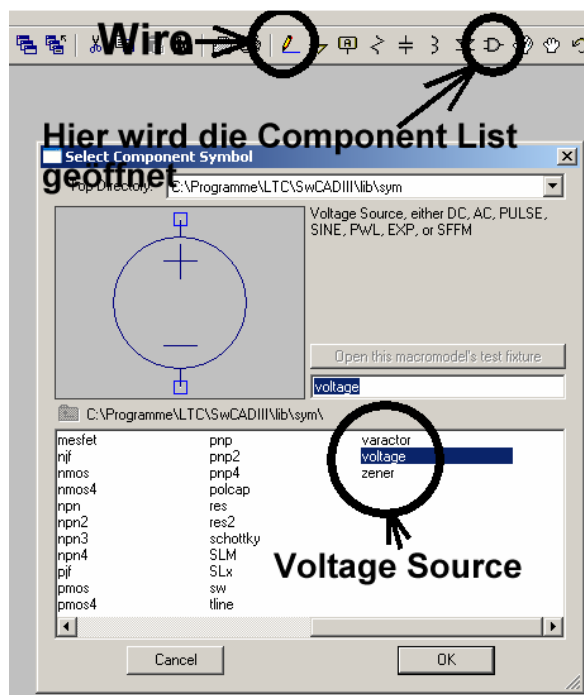 Wire
A
Hier wird die Component List
geöffnet
Select Component Symbol
Top Directory: C:\Programme\LTC\SwCADIII\lib\sym
Voltage Source, either DC, AC, PULSE,
SINE, PWL, EXP, or SFFM
Open this macromodel's test fixture
voltage
C:\Programme\LTC\SwCADIII\lib\sym\
mesfet pnp varactor
njf pnp2 voltage
nmos pnp4 zener
nmos4 polcap
npn res
npn2 res2
npn3 schottky
npn4 SLM
pjf SLx
pmos sw
pmos4 tline
Voltage Source
Cancel OK